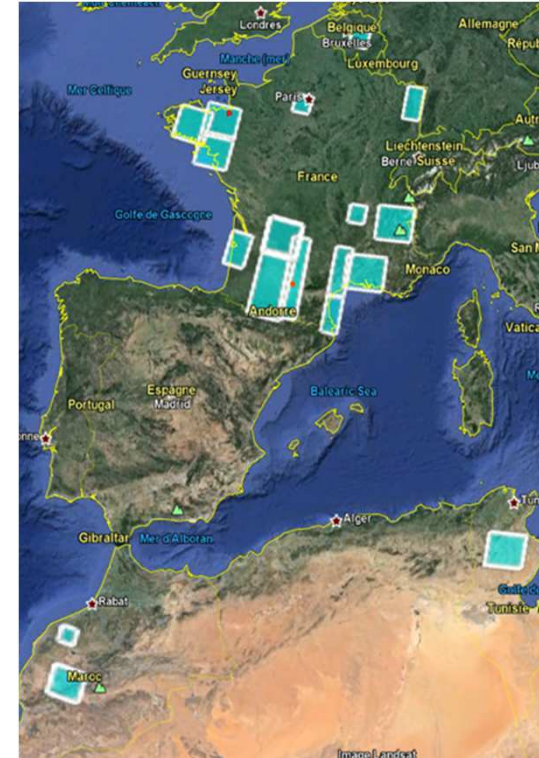 Londres
Belgique
Bruxelles
Allemagne
Manche (mer)
Luxembourg
Guernsey
Jersey
Mer Celtique
Paris
Liechtenstein
Berne
Suisse
France
Golfe de Gascogne
Monaco
Andorre
Espagne
Madrid
Portugal
Balearic Sea
Alger
Gibraltar
Mer d'Alboran
Rabat
Tunisie
Maroc
Image Landsat